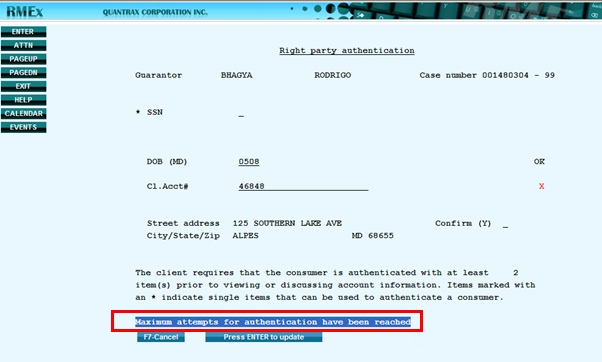 RMEx QUANTRAX CORPORATION INC.
ENTER
ATTN
PAGEUP
PAGEDN
EXIT
HELP
CALENDAR
EVENTS
Right party authentication
Guarantor BHAGYA RODRIGO Case number 001480304 - 99
* SSN _
DOB (MD) 0508 OK
Cl.Acct# 46848 X
Street address 125 SOUTHERN LAKE AVE Confirm (Y) _
City/State/Zip ALPES MD 68655
The client requires that the consumer is authenticated with at least 2
item(s) prior to viewing or discussing account information. Items marked with
an * indicate single items that can be used to authenticate a consumer.
Maximum attempts for authentication have been reached
F7-Cancel Press ENTER to update